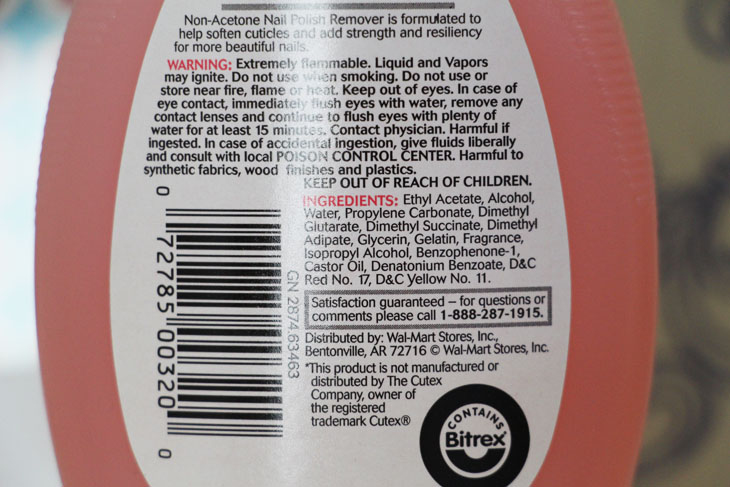 Non-Acetone Nail Polish Remover is formulated to
help soften cuticles and add strength and resiliency
for more beautiful nails.
WARNING: Extremely flammable. Liquid and Vapors
may ignite. Do not use when smoking. Do not use or
store near fire, flame or heat. Keep out of eyes. In case of
eye contact, immediately flush eyes with water, remove any
contact lenses and continue to flush eyes with plenty of
water for at least 15 minutes. Contact physician. Harmful if
ingested. In case of accidental ingestion, give fluids liberally
and consult with local POISON CONTROL CENTER. Harmful to
synthetic fabrics, wood finishes and plastics.
KEEP OUT OF REACH OF CHILDREN.
INGREDIENTS: Ethyl Acetate, Alcohol,
Water, Propylene Carbonate, Dimethyl
Glutarate, Dimethyl Succinate, Dimethyl
Adipate, Glycerin, Gelatin, Fragrance,
Isopropyl Alcohol, Benzophenone-1,
Castor Oil, Denatonium Benzoate, D&C
Red No. 17, D&C Yellow No. 11.
0 72785 00320 0
GN 2874.63463
Satisfaction guaranteed – for questions or
comments please call 1-888-287-1915.
Distributed by: Wal-Mart Stores, Inc.,
Bentonville, AR 72716 © Wal-Mart Stores, Inc.
*This product is not manufactured or
distributed by The Cutex
Company, owner of
the registered
trademark Cutex®
CONTAINS
Bitrex®